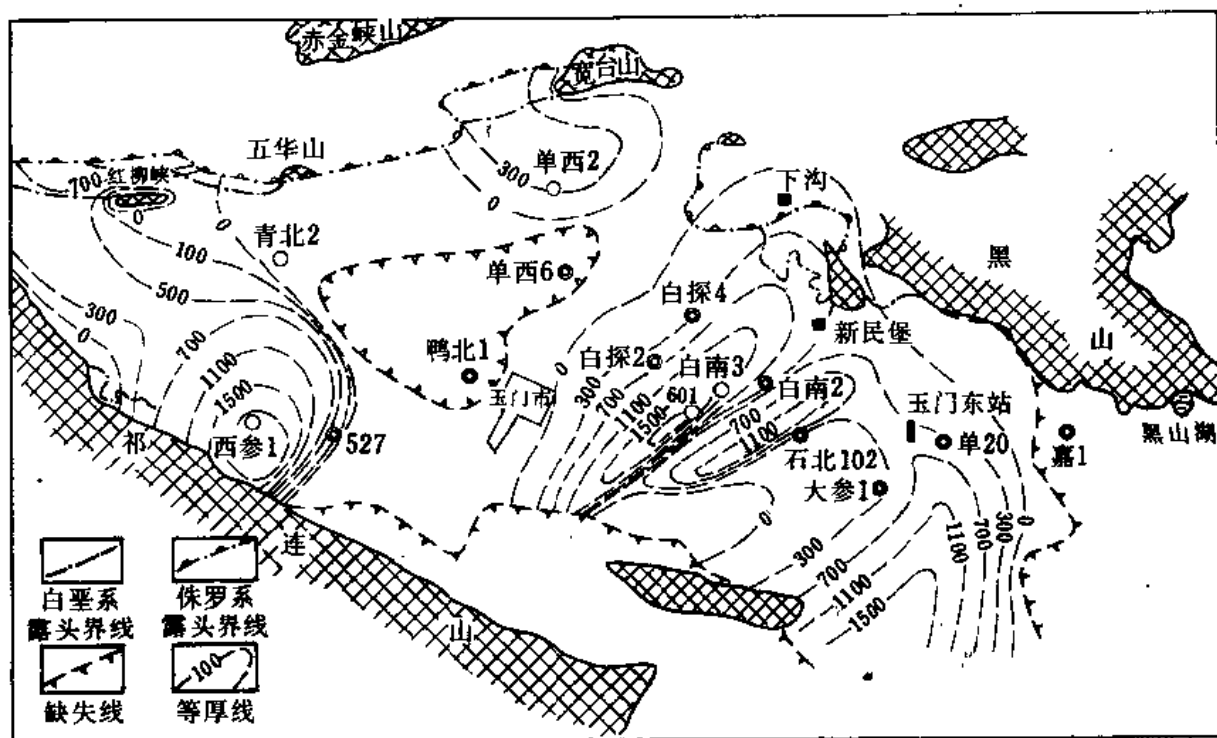 赤金峡山
宽台山
五华山
700
红柳峡
0
0
300
单西2
0
下沟
黑
青北2
100
单西6
500
白探4
300
0
700
1100
1500
鸭北1
玉门市
0
白探2
白南3
601
新民堡
白南2
山
300
700
1100
1500
700
1100
玉门东站
单20
嘉1
黑山湖
祁
西参1
527
石北102
大参1
连
0
300
700
1100
1500
1100
700
300
0
山
白垩系
露头界线
侏罗系
露头界线
缺失线
100
等厚线